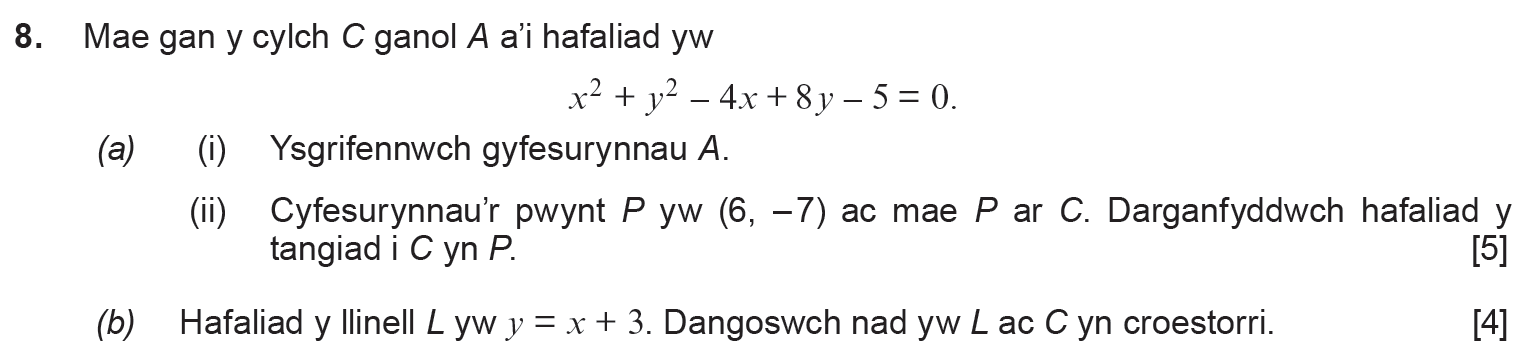 8. Mae gan y cylch C ganol A a'i hafaliad yw
x² + y² – 4x + 8y – 5 = 0.
(a) (i) Ysgrifennwch gyfesurynnau A.
(ii) Cyfesurynnau'r pwynt P yw (6, –7) ac mae P ar C. Darganfyddwch hafaliad y
tangiad i C yn P. [5]
(b) Hafaliad y llinell L yw y = x + 3. Dangoswch nad yw L ac C yn croestorri. [4]